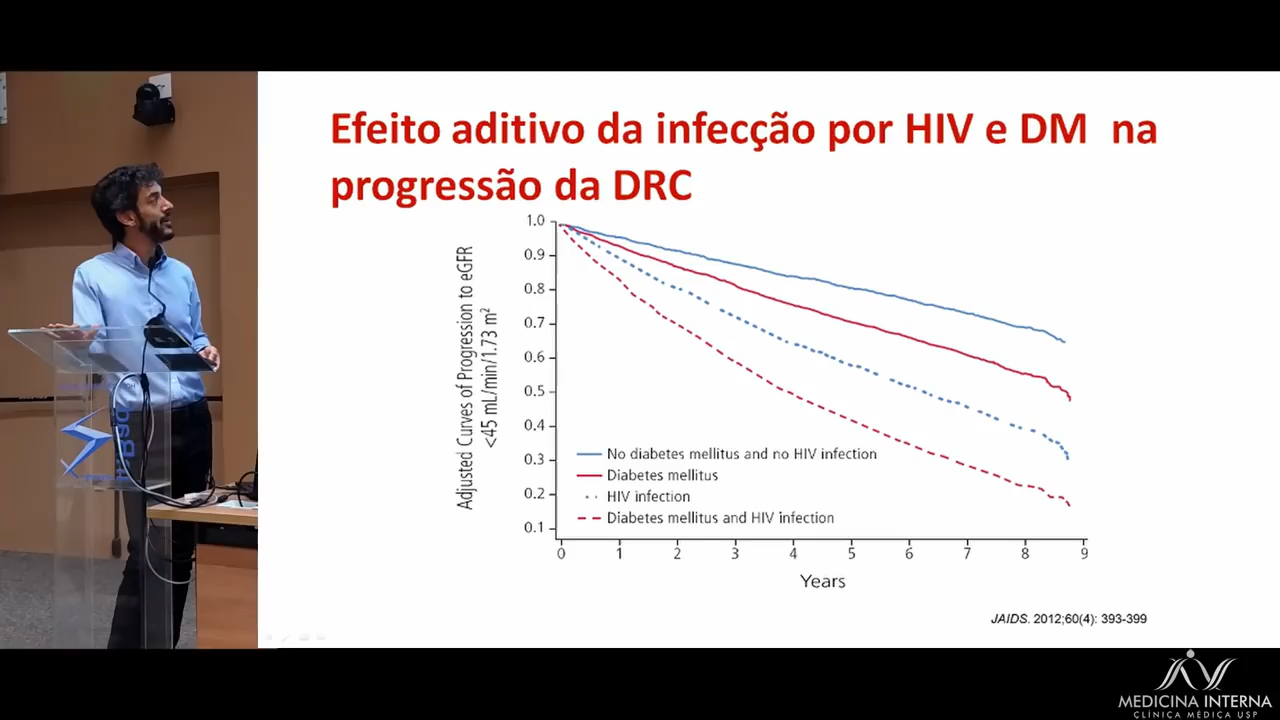 Efeito aditivo da infecção por HIV e DM na
progressão da DRC
Adjusted Curves of Progression to eGFR
<45 mL/min/1.73 m²
1.0
0.9
0.8
0.7
0.6
0.5
0.4
0.3
0.2
0.1
No diabetes mellitus and no HIV infection
Diabetes mellitus
HIV infection
Diabetes mellitus and HIV infection
0 1 2 3 4 5 6 7 8 9
Years
JAIDS. 2012;60(4): 393-399
MEDICINA INTERNA
CLÍNICA MÉDICA USP